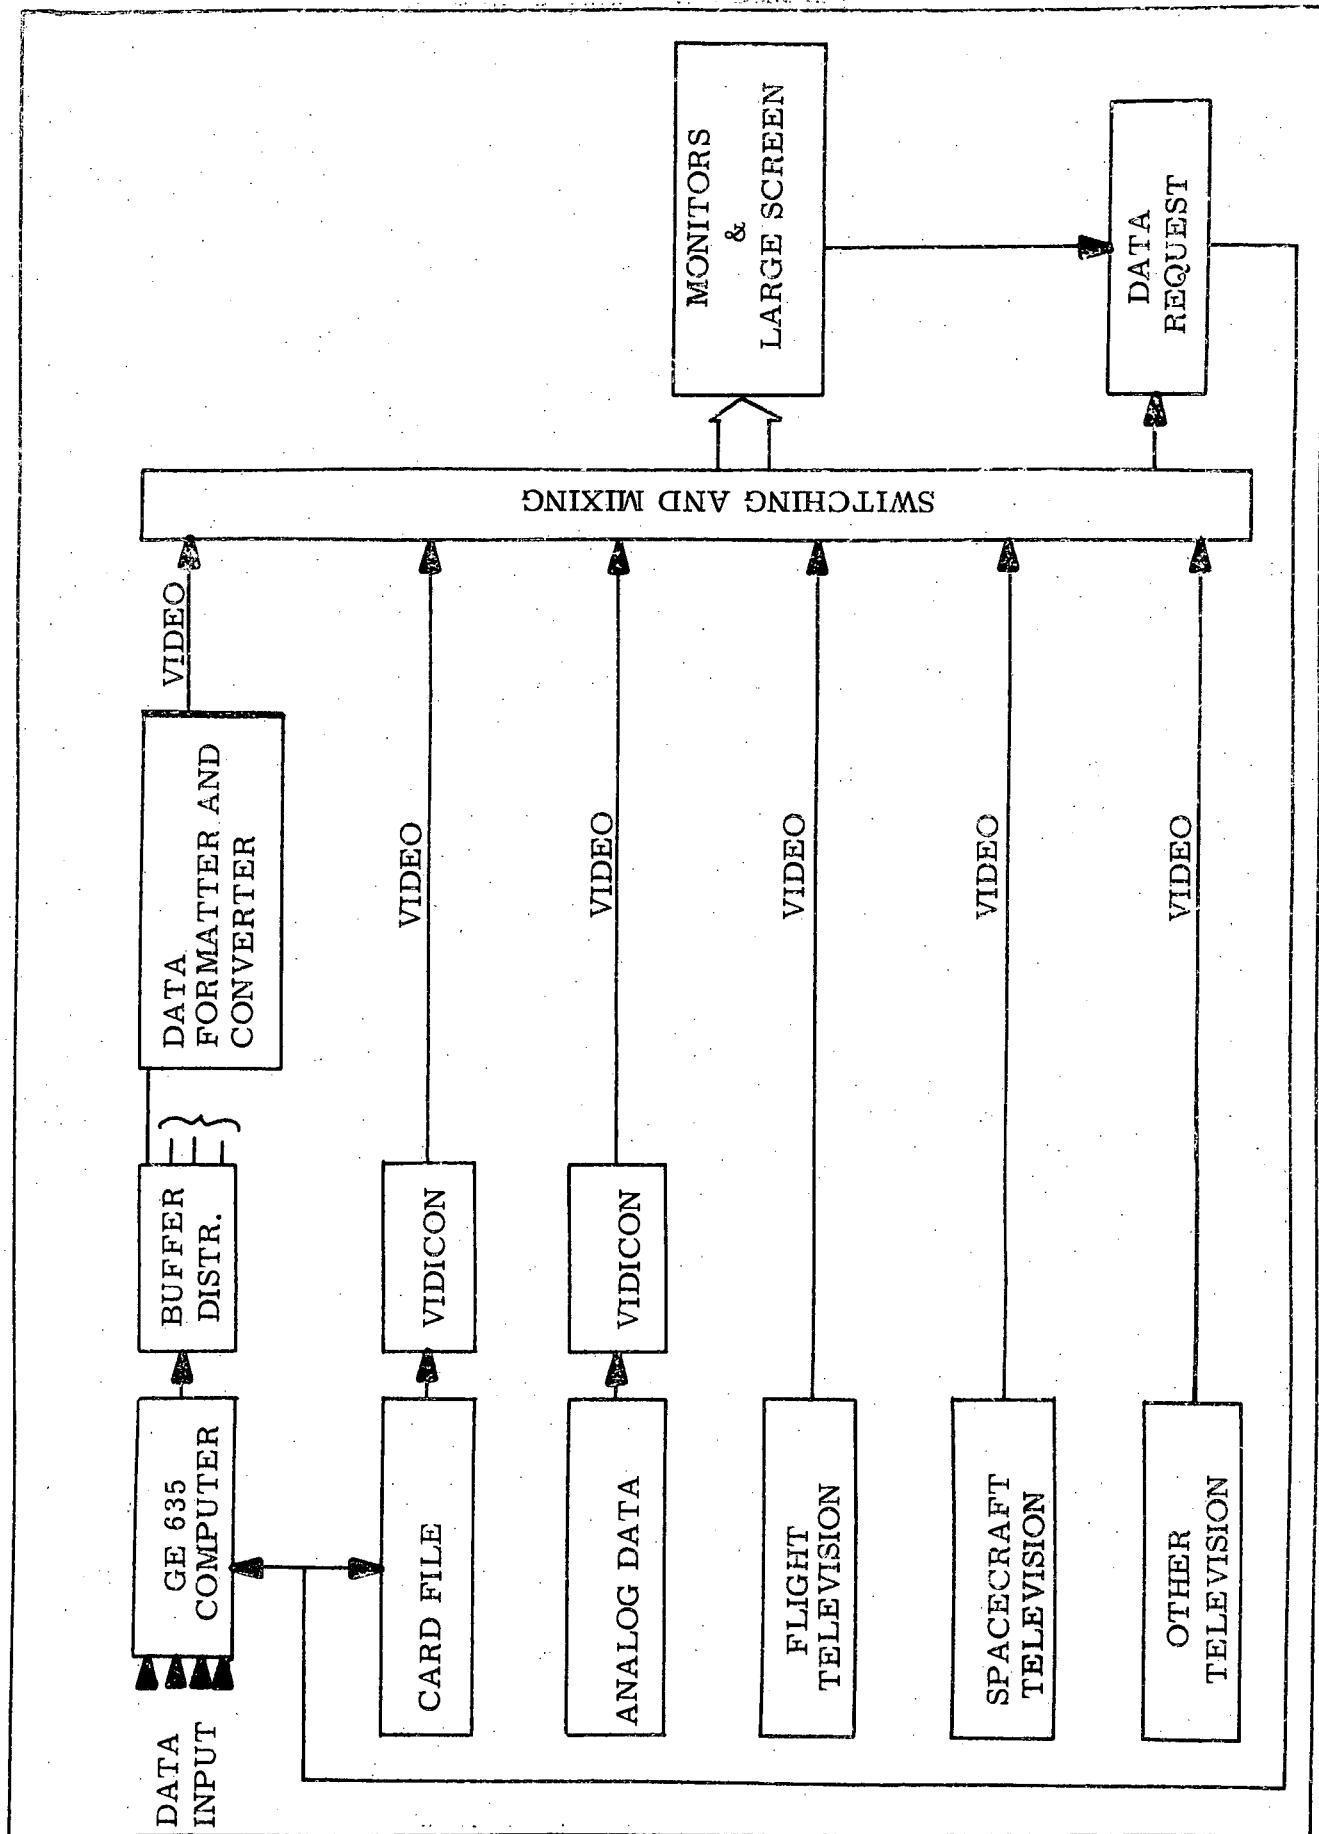 DATA
INPUT
GE 635
COMPUTER
BUFFER
DISTR.
DATA
FORMATTER AND
CONVERTER
VIDEO
CARD FILE
VIDICON
VIDEO
ANALOG DATA
VIDICON
VIDEO
FLIGHT
TELEVISION
VIDEO
SPACECRAFT
TELEVISION
VIDEO
OTHER
TELEVISION
VIDEO
SWITCHING AND MIXING
MONITORS
&
LARGE SCREEN
DATA
REQUEST